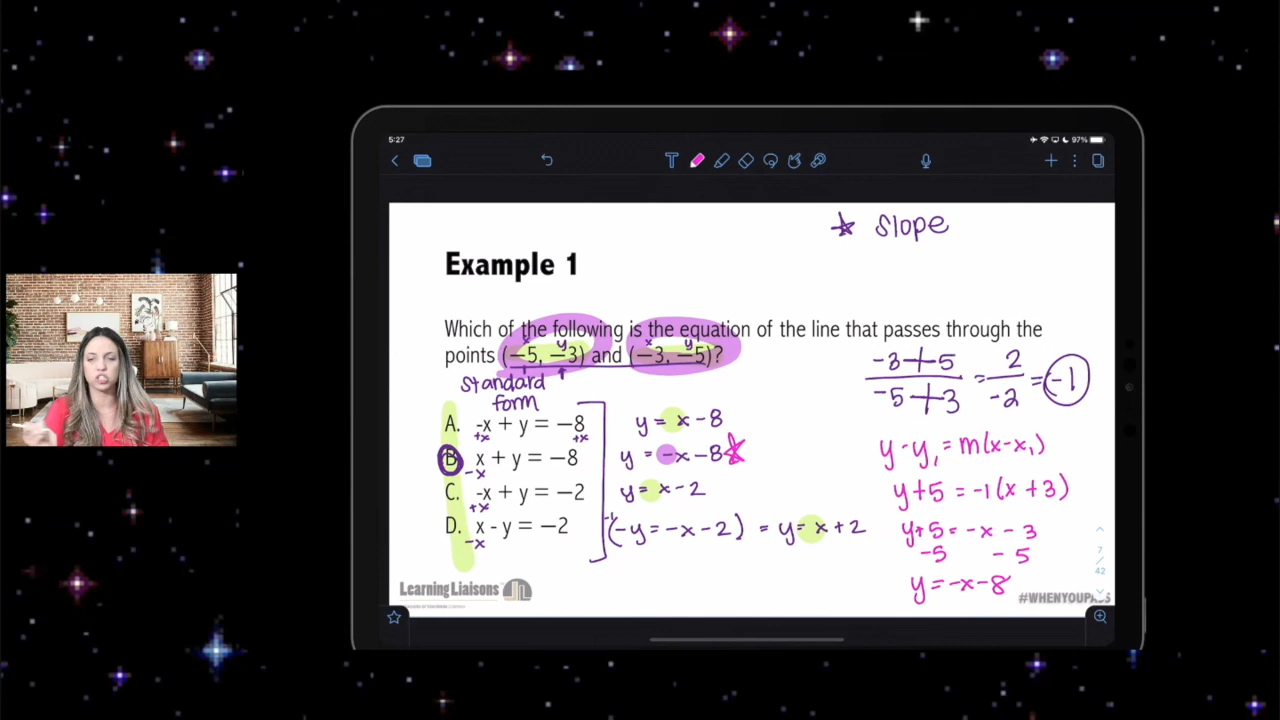 5:27
97%
★ Slope
Example 1
Which of the following is the equation of the line that passes through the
x y x y
points (−5, −3) and (−3, −5)?
-3 + 5 / -5 + 3 = 2 / -2 = -1
standard
form
A. -x + y = −8 y = x - 8
+x +x
y - y₁ = m(x - x₁)
B. x + y = −8 y = -x - 8
-x
C. -x + y = −2 y = x - 2
+x
y + 5 = -1(x + 3)
D. x - y = −2 -1(-y = -x - 2) = y = x + 2
-x
y + 5 = -x - 3
-5 - 5
y = -x - 8
Learning Liaisons
#WHENYOUPASS
7
/
42